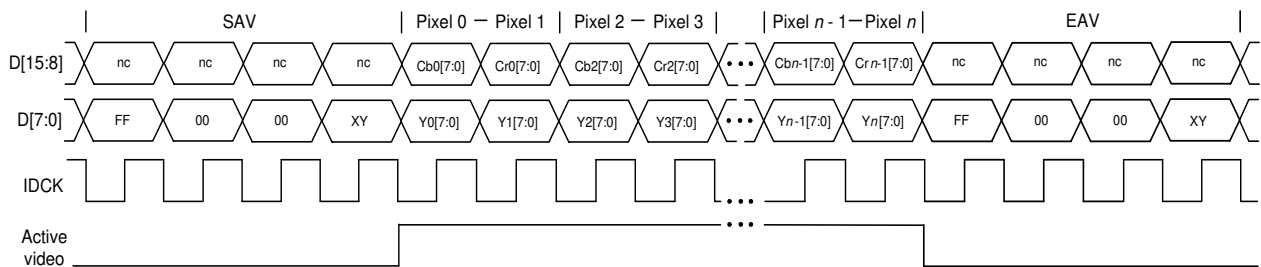 SAV Pixel 0 — Pixel 1 Pixel 2 — Pixel 3 Pixel n - 1—Pixel n EAV
D[15:8] nc nc nc nc Cb0[7:0] Cr0[7:0] Cb2[7:0] Cr2[7:0] ••• Cbn-1[7:0] Crn-1[7:0] nc nc nc nc
D[7:0] FF 00 00 XY Y0[7:0] Y1[7:0] Y2[7:0] Y3[7:0] ••• Yn-1[7:0] Yn[7:0] FF 00 00 XY
IDCK •••
Active •••
video